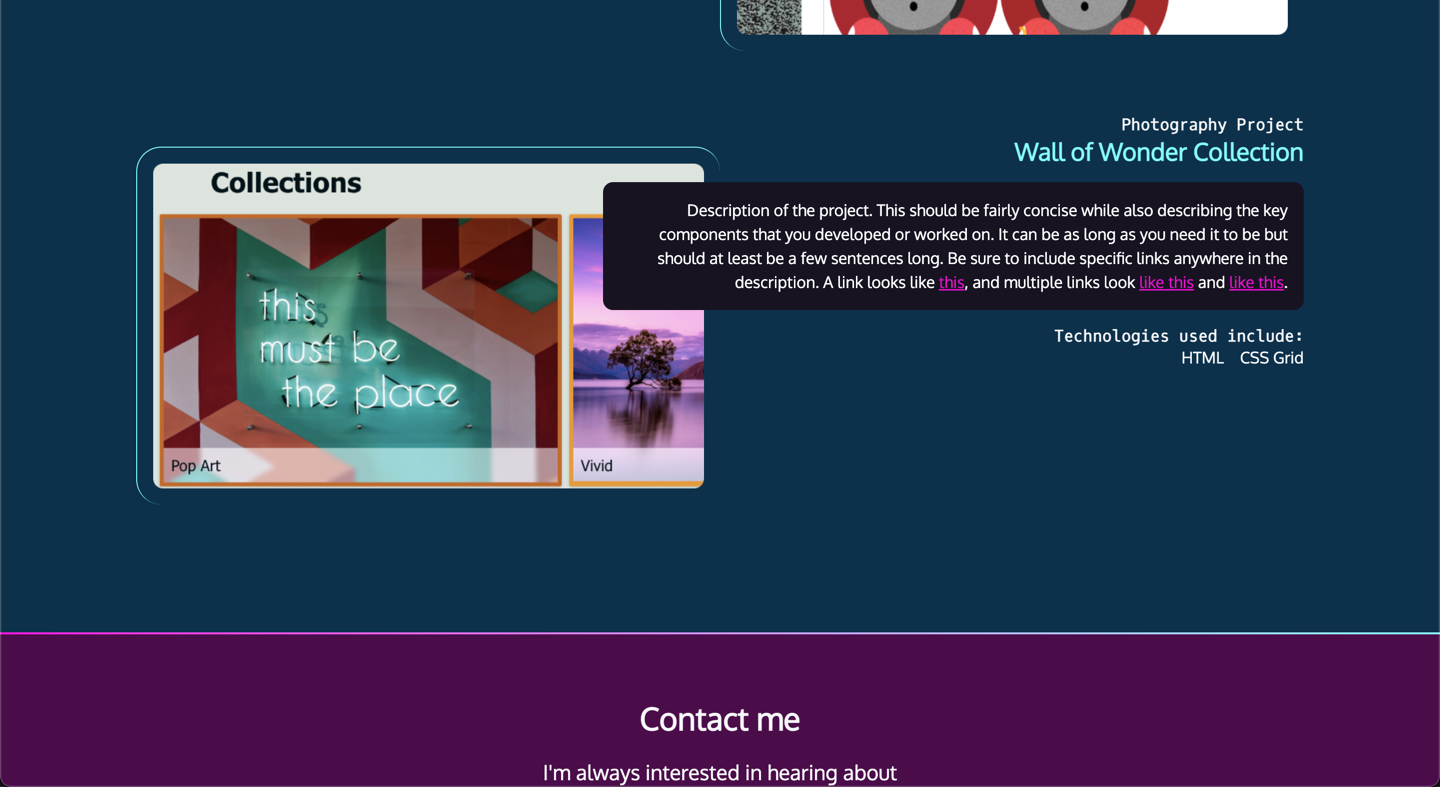 Photography Project
Wall of Wonder Collection
Collections
this
must be
the place
Pop Art
Vivid
Description of the project. This should be fairly concise while also describing the key
components that you developed or worked on. It can be as long as you need it to be but
should at least be a few sentences long. Be sure to include specific links anywhere in the
description. A link looks like this, and multiple links look like this and like this.
Technologies used include:
HTML CSS Grid
Contact me
I'm always interested in hearing about